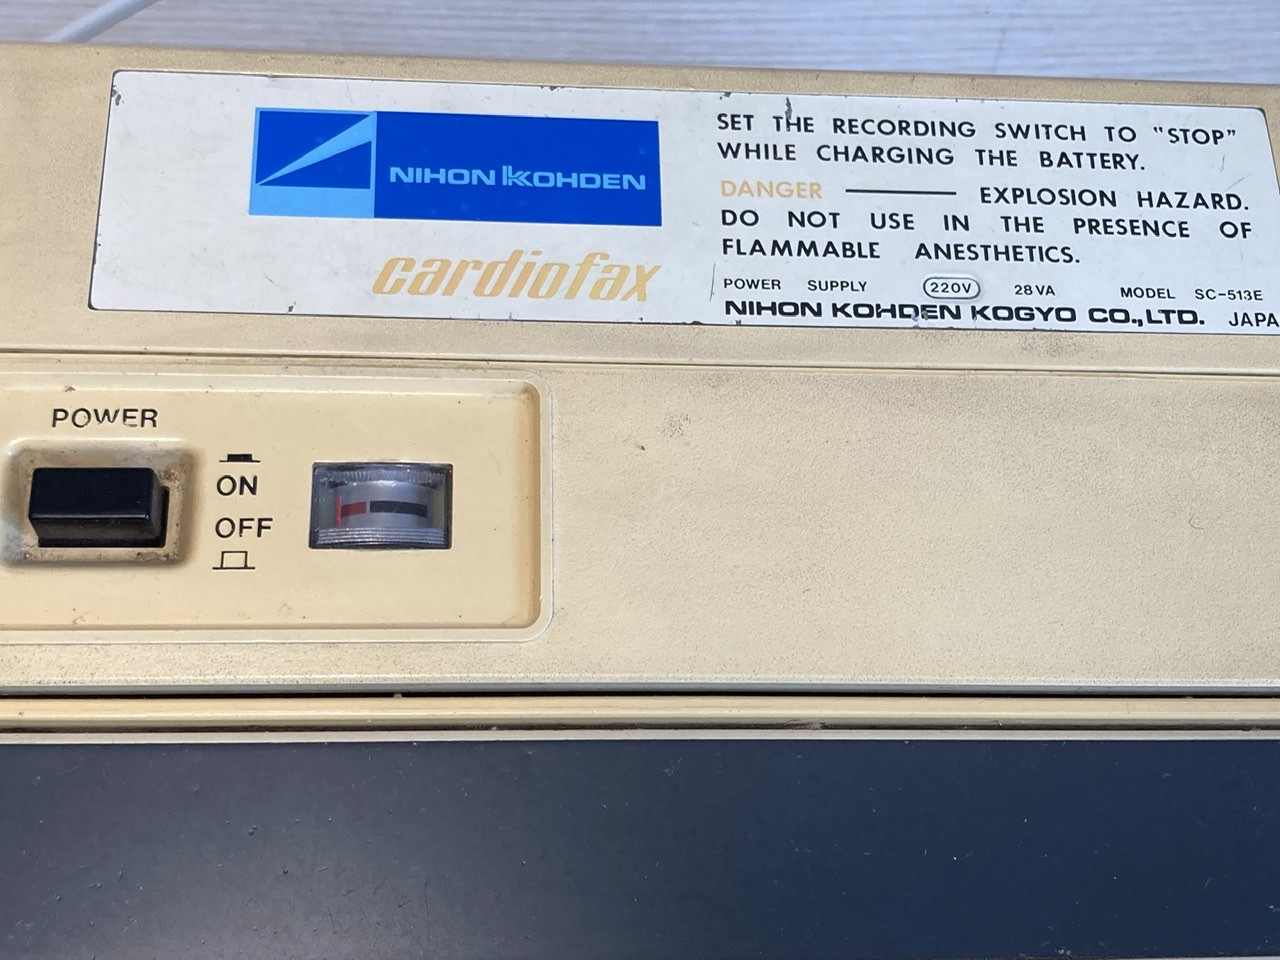 NIHON KOHDEN
cardiofax
SET THE RECORDING SWITCH TO "STOP"
WHILE CHARGING THE BATTERY.
DANGER —— EXPLOSION HAZARD.
DO NOT USE IN THE PRESENCE OF
FLAMMABLE ANESTHETICS.
POWER SUPPLY 220V 28VA MODEL SC-513E
NIHON KOHDEN KOGYO CO.,LTD. JAPA
POWER
ON
OFF